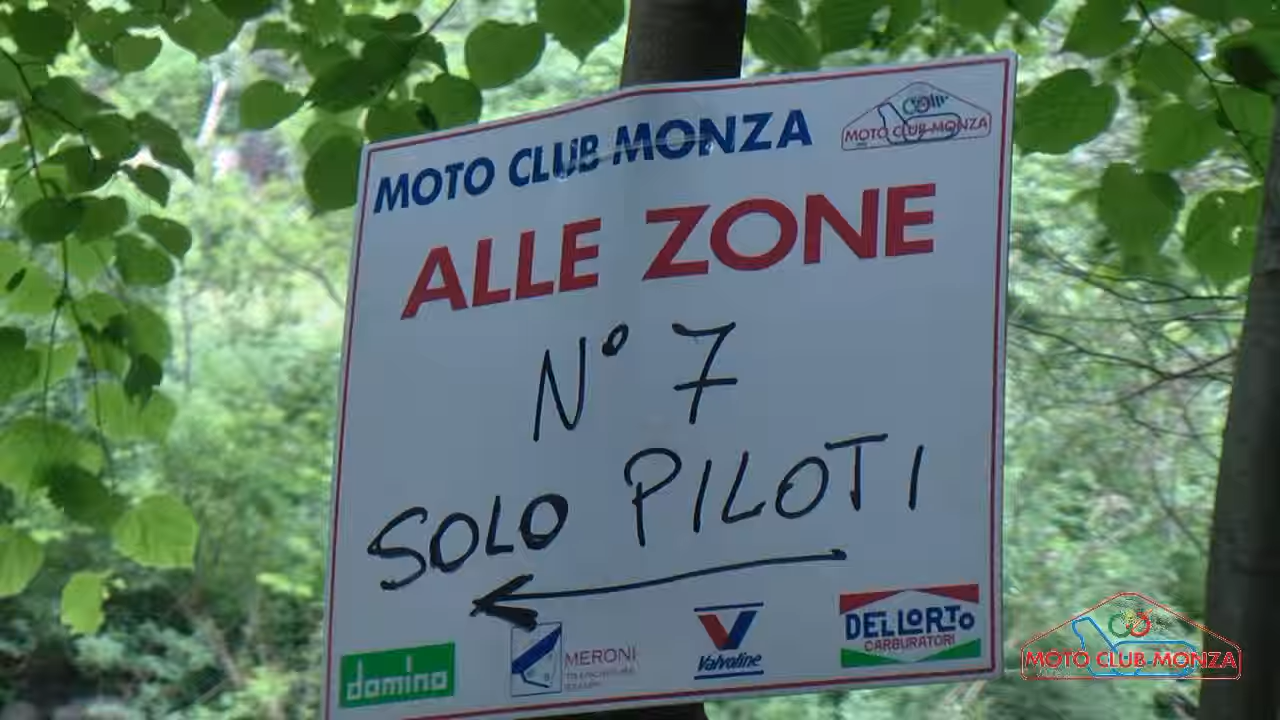 MOTO CLUB MONZA
MOTO CLUB MONZA
ALLE ZONE
N° 7
SOLO PILOTI
domino
MERONI
Valvoline
DELLORTO
CARBURATORI
MOTO CLUB MONZA